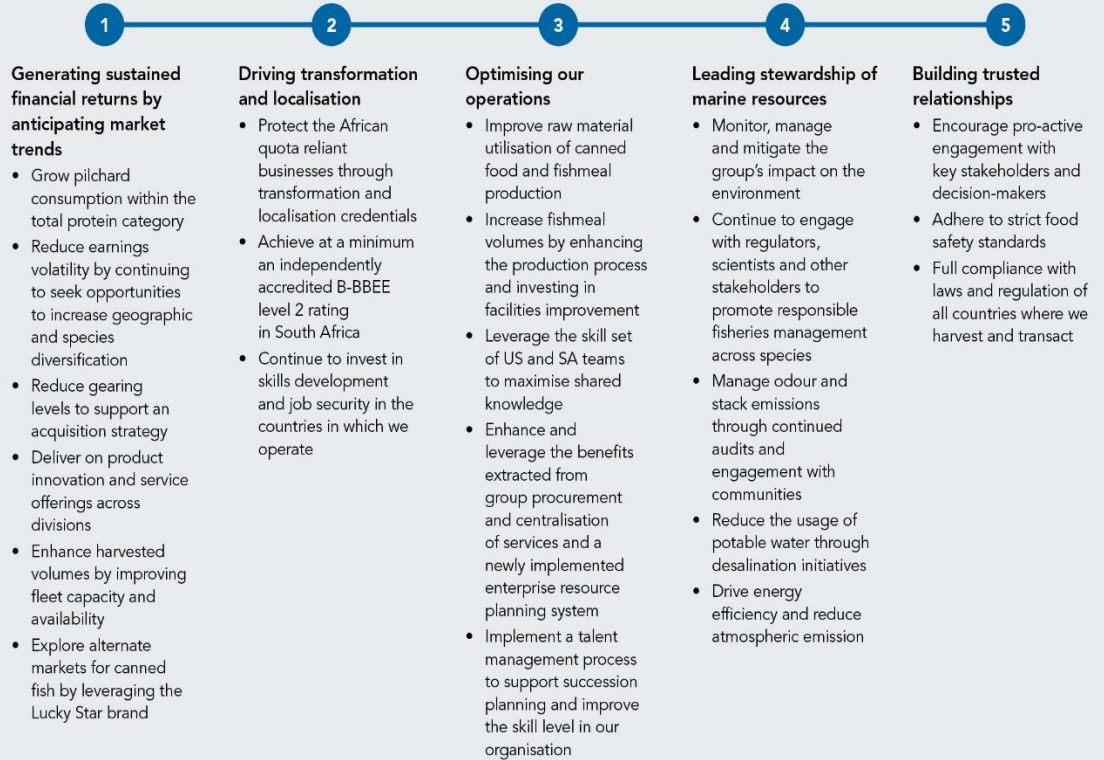 1
2
3
4
5
Generating sustained
financial returns by
anticipating market
trends
• Grow pilchard
consumption within the
total protein category
• Reduce earnings
volatility by continuing
to seek opportunities
to increase geographic
and species
diversification
• Reduce gearing
levels to support an
acquisition strategy
• Deliver on product
innovation and service
offerings across
divisions
• Enhance harvested
volumes by improving
fleet capacity and
availability
• Explore alternate
markets for canned
fish by leveraging the
Lucky Star brand
Driving transformation
and localisation
• Protect the African
quota reliant
businesses through
transformation and
localisation credentials
• Achieve at a minimum
an independently
accredited B-BBEE
level 2 rating
in South Africa
• Continue to invest in
skills development
and job security in the
countries in which we
operate
Optimising our
operations
• Improve raw material
utilisation of canned
food and fishmeal
production
• Increase fishmeal
volumes by enhancing
the production process
and investing in
facilities improvement
• Leverage the skill set
of US and SA teams
to maximise shared
knowledge
• Enhance and
leverage the benefits
extracted from
group procurement
and centralisation
of services and a
newly implemented
enterprise resource
planning system
• Implement a talent
management process
to support succession
planning and improve
the skill level in our
organisation
Leading stewardship of
marine resources
• Monitor, manage
and mitigate the
group's impact on the
environment
• Continue to engage
with regulators,
scientists and other
stakeholders to
promote responsible
fisheries management
across species
• Manage odour and
stack emissions
through continued
audits and
engagement with
communities
• Reduce the usage of
potable water through
desalination initiatives
• Drive energy
efficiency and reduce
atmospheric emission
Building trusted
relationships
• Encourage pro-active
engagement with
key stakeholders and
decision-makers
• Adhere to strict food
safety standards
• Full compliance with
laws and regulation of
all countries where we
harvest and transact